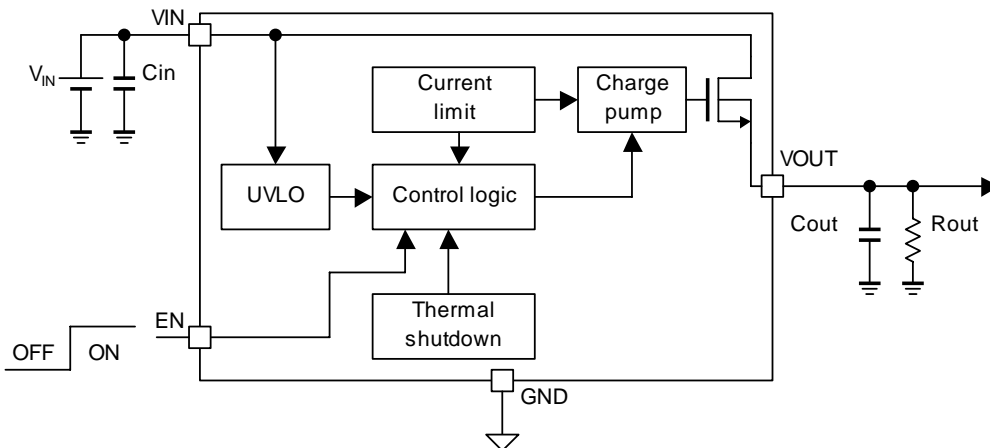 VIN
VIN
Cin
Current
limit
Charge
pump
VOUT
UVLO
Control logic
Cout
Rout
EN
Thermal
shutdown
OFF
ON
GND